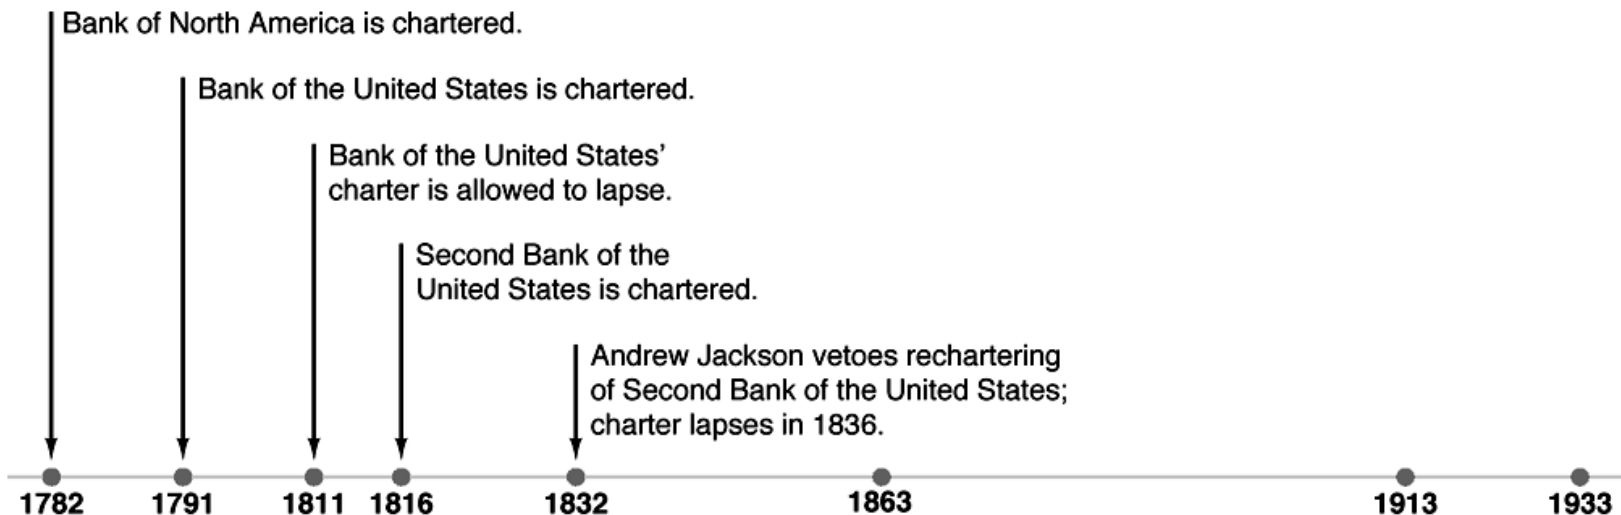 Bank of North America is chartered.
Bank of the United States is chartered.
Bank of the United States’
charter is allowed to lapse.
Second Bank of the
United States is chartered.
Andrew Jackson vetoes rechartering
of Second Bank of the United States;
charter lapses in 1836.
1782 1791 1811 1816 1832 1863 1913 1933